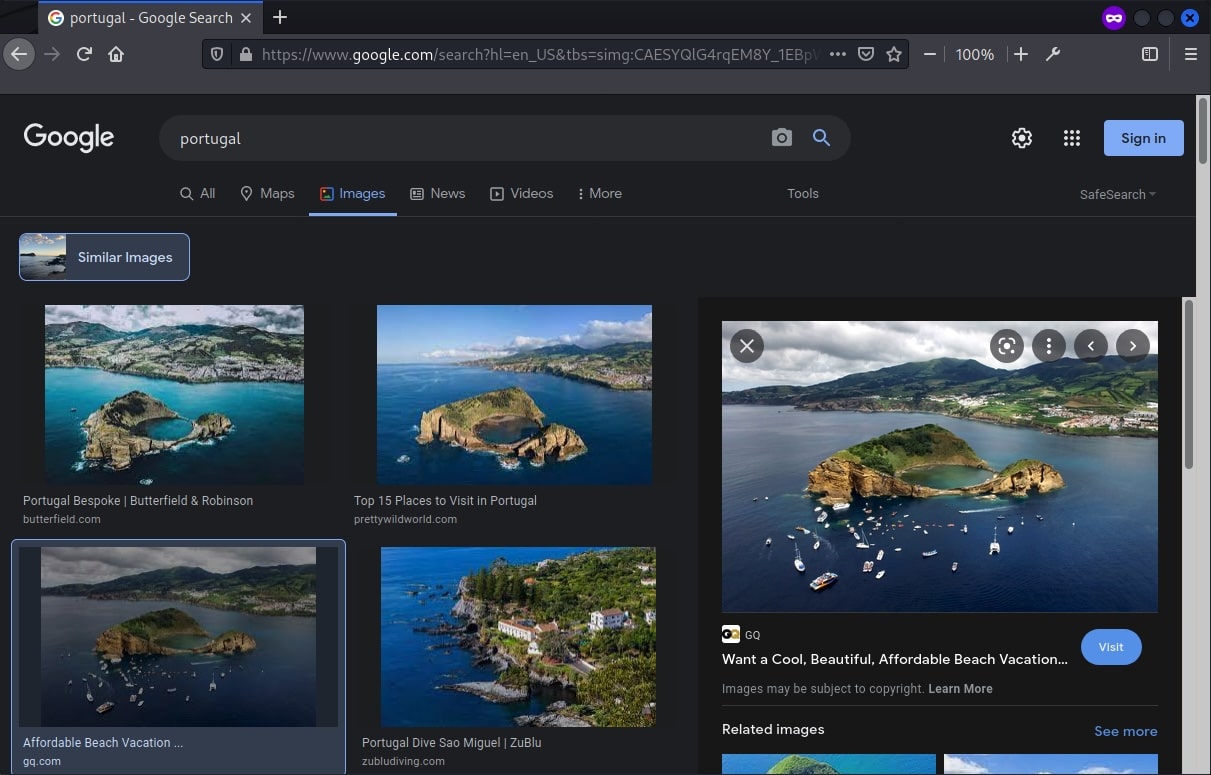 portugal - Google Search
https://www.google.com/search?hl=en_US&tbs=simg:CAESYQlG4rqEM8Y_1EBpV
100%
Google
portugal
Sign in
All
Maps
Images
News
Videos
More
Tools
SafeSearch
Similar Images
Portugal Bespoke | Butterfield & Robinson
butterfield.com
Top 15 Places to Visit in Portugal
prettywildworld.com
Affordable Beach Vacation ...
gq.com
Portugal Dive Sao Miguel | ZuBlu
zubludiving.com
GQ
GQ
Want a Cool, Beautiful, Affordable Beach Vacation...
Visit
Images may be subject to copyright. Learn More
Related images
See more